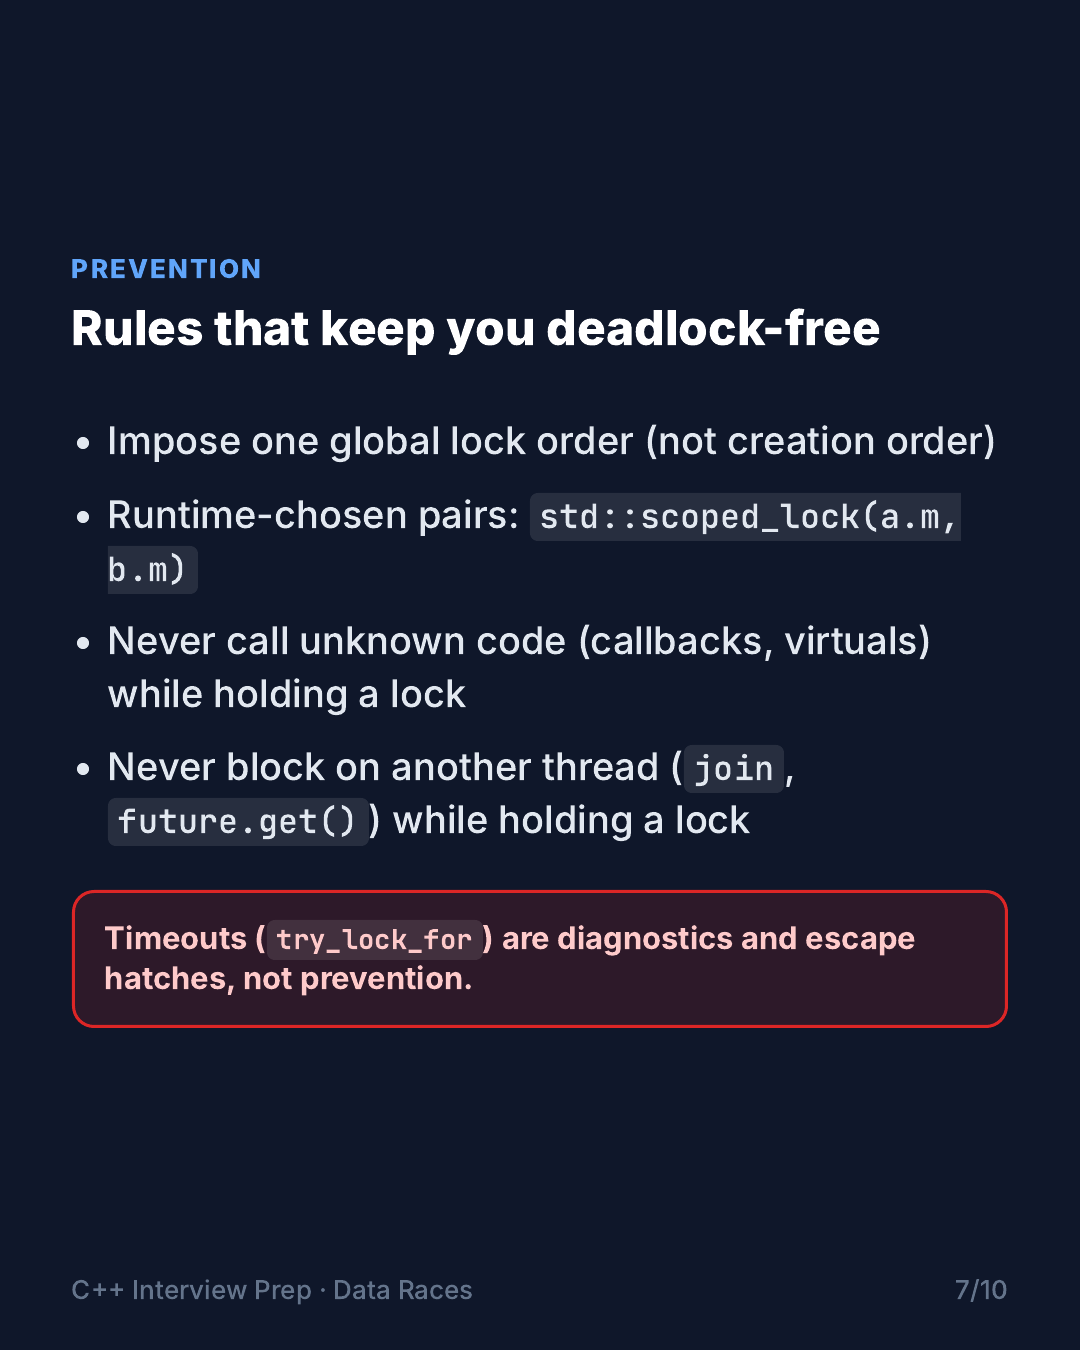 PREVENTION
Rules that keep you deadlock-free
• Impose one global lock order (not creation order)
• Runtime-chosen pairs: std::scoped_lock(a.m,
b.m)
• Never call unknown code (callbacks, virtuals)
while holding a lock
• Never block on another thread (join,
future.get()) while holding a lock
Timeouts (try_lock_for) are diagnostics and escape
hatches, not prevention.
C++ Interview Prep · Data Races
7/10